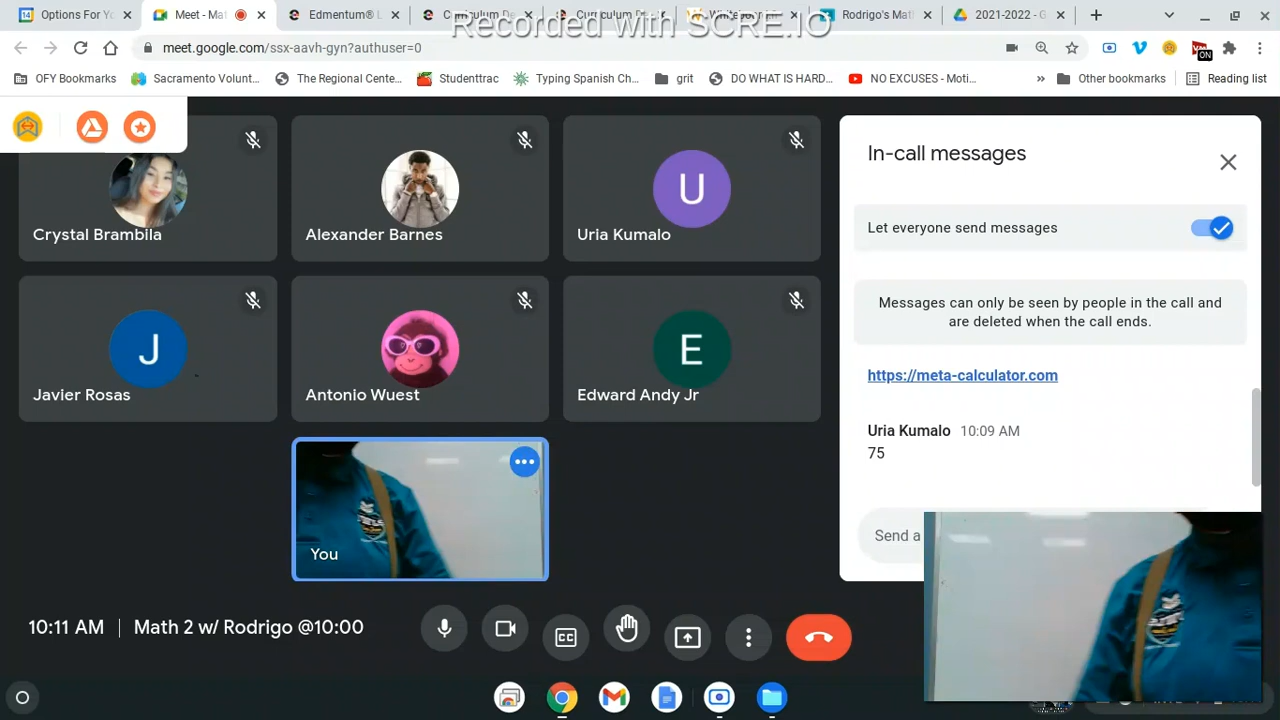 Options For Yo
Meet - Ma
Edmentum® L
Rodrigo's Mat
2021-2022 - G
Recorded with SCRE.IO
meet.google.com/ssx-aavh-gyn?authuser=0
ON
OFY Bookmarks
Sacramento Volunt...
The Regional Cente...
Studenttrac
Typing Spanish Ch...
grit
DO WHAT IS HARD...
NO EXCUSES - Moti...
»
Other bookmarks
Reading list
Crystal Brambila
Alexander Barnes
U
Uria Kumalo
J
Javier Rosas
Antonio Wuest
E
Edward Andy Jr
You
In-call messages
Let everyone send messages
Messages can only be seen by people in the call and
are deleted when the call ends.
https://meta-calculator.com
Uria Kumalo 10:09 AM
75
Send a
10:11 AM | Math 2 w/ Rodrigo @10:00
CC